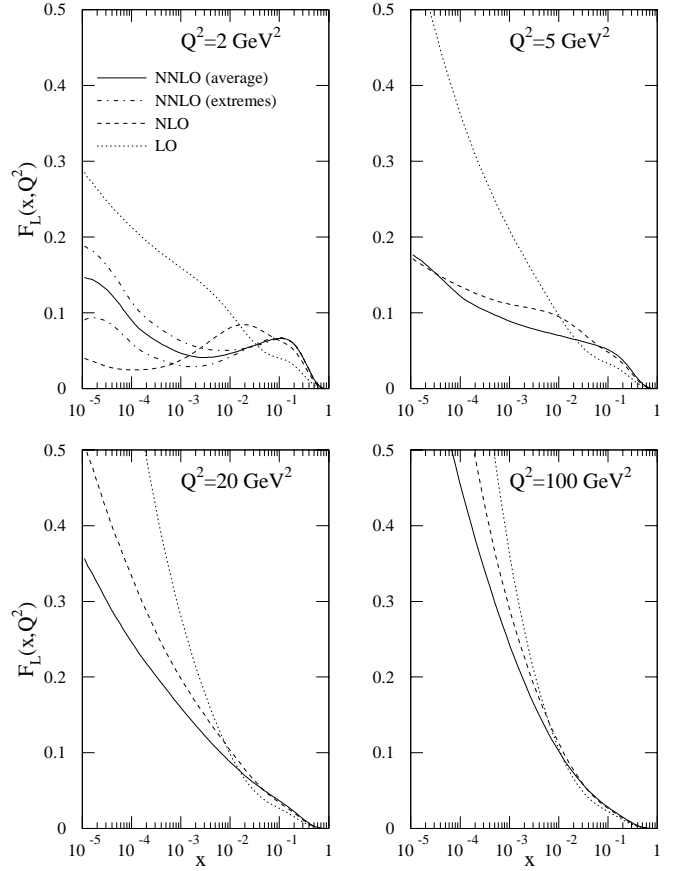 Q²=2 GeV²
NNLO (average)
NNLO (extremes)
NLO
LO
F_L(x,Q²)
0.5
0.4
0.3
0.2
0.1
0
10⁻⁵ 10⁻⁴ 10⁻³ 10⁻² 10⁻¹ 1
Q²=5 GeV²
0.5
0.4
0.3
0.2
0.1
0
10⁻⁵ 10⁻⁴ 10⁻³ 10⁻² 10⁻¹ 1
Q²=20 GeV²
F_L(x,Q²)
0.5
0.4
0.3
0.2
0.1
0
10⁻⁵ 10⁻⁴ 10⁻³ 10⁻² 10⁻¹ 1
x
Q²=100 GeV²
0.5
0.4
0.3
0.2
0.1
0
10⁻⁵ 10⁻⁴ 10⁻³ 10⁻² 10⁻¹ 1
x